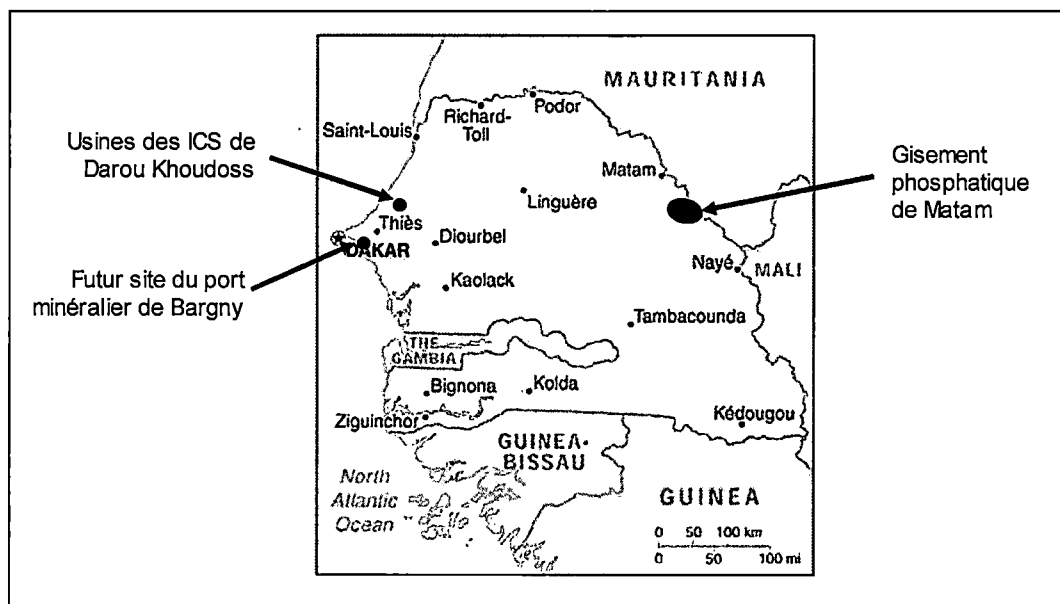 MAURITANIA
Podor
Richard-
Toll
Saint-Louis
Usines des ICS de
Darou Khoudoss
Matam
Gisement
phosphatique
de Matam
Linguère
Thiès
DAKAR
Diourbel
Nayé
MALI
Futur site du port
minéralier de Bargny
Kaolack
Tambacounda
THE
GAMBIA
Bignona
Kolda
Ziguinchor
Kédougou
GUINEA-
BISSAU
North
Atlantic
Ocean
GUINEA
0 50 100 km
0 50 100 mi